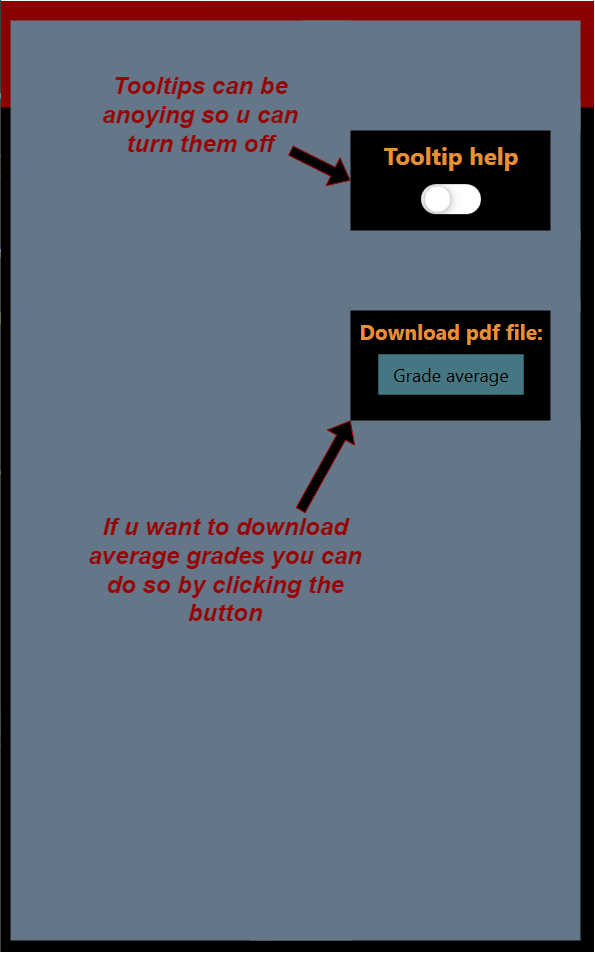 Tooltips can be
anoying so u can
turn them off
Tooltip help
Download pdf file:
Grade average
If u want to download
average grades you can
do so by clicking the
button